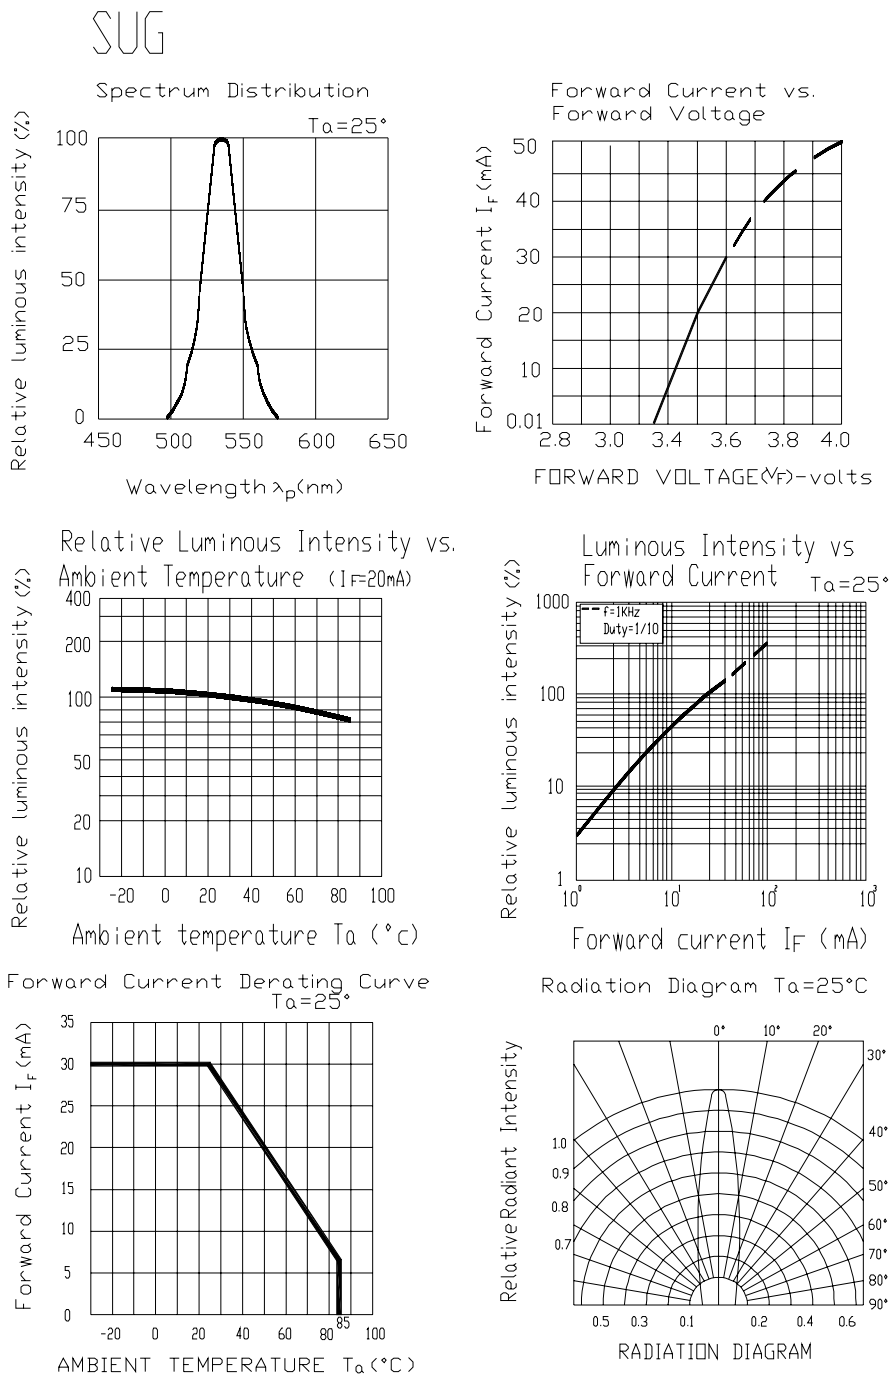 SUG
Spectrum Distribution
Ta=25°
Relative luminous intensity (%)
100
75
50
25
0
450 500 550 600 650
Wavelength λp(nm)
Forward Current vs.
Forward Voltage
Forward Current IF(mA)
50
40
30
20
10
0.01
2.8 3.0 3.4 3.6 3.8 4.0
FORWARD VOLTAGE(VF)-volts
Relative Luminous Intensity vs.
Ambient Temperature (IF=20mA)
Relative luminous intensity (%)
400
200
100
50
20
10
-20 0 20 40 60 80 100
Ambient temperature Ta (°c)
Luminous Intensity vs
Forward Current Ta=25°
Relative luminous intensity (%)
f=1KHz
Duty=1/10
1000
100
10
1
10⁰ 10¹ 10² 10³
Forward current IF (mA)
Forward Current Derating Curve
Ta=25°
Forward Current IF(mA)
35
30
25
20
15
10
5
0
-20 0 20 40 60 80 85 100
AMBIENT TEMPERATURE Ta(°C)
Radiation Diagram Ta=25°C
Relative Radiant Intensity
0° 10° 20°
30°
40°
50°
60°
70°
80°
90°
1.0
0.9
0.8
0.7
0.5 0.3 0.1 0.2 0.4 0.6
RADIATION DIAGRAM